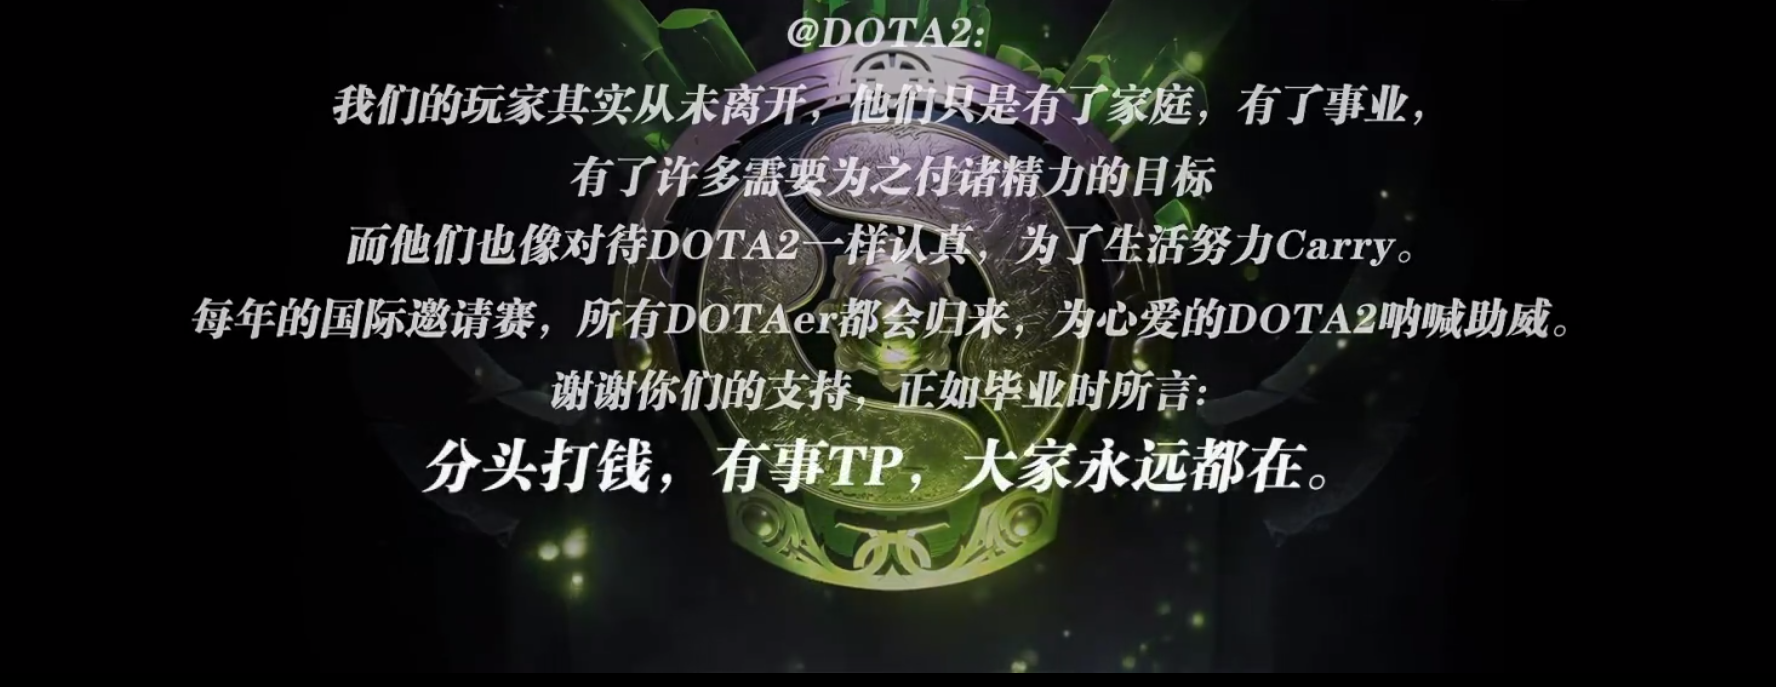 @DOTA2:
我们的玩家其实从未离开，他们只是有了家庭，有了事业，
有了许多需要为之付诸精力的目标
而他们也像对待DOTA2一样认真，为了生活努力Carry。
每年的国际邀请赛，所有DOTAer都会归来，为心爱的DOTA2呐喊助威。
谢谢你们的支持，正如毕业时所言:
分头打钱，有事TP，大家永远都在。